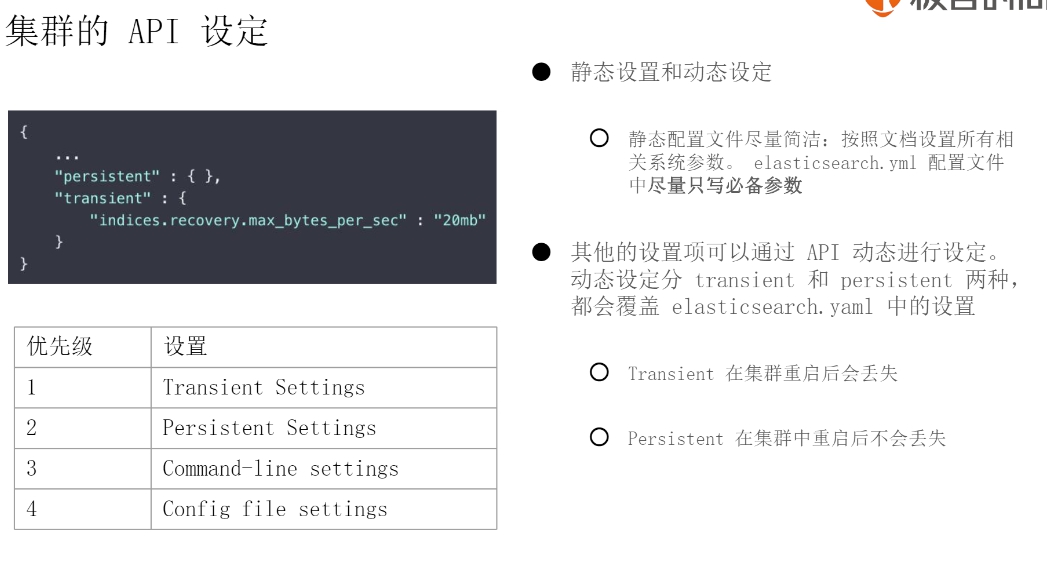 集群的 API 设定
{
...
"persistent" : { },
"transient" : {
"indices.recovery.max_bytes_per_sec" : "20mb"
}
}
优先级 设置
1 Transient Settings
2 Persistent Settings
3 Command-line settings
4 Config file settings
静态设置和动态设定
静态配置文件尽量简洁：按照文档设置所有相
关系统参数。 elasticsearch.yml 配置文件
中尽量只写必备参数
其他的设置项可以通过 API 动态进行设定。
动态设定分 transient 和 persistent 两种，
都会覆盖 elasticsearch.yaml 中的设置
Transient 在集群重启后会丢失
Persistent 在集群中重启后不会丢失